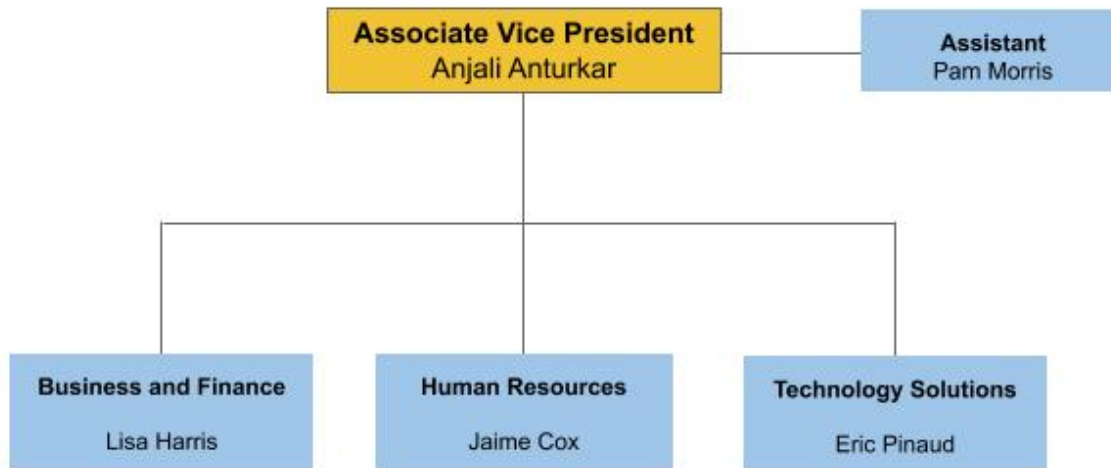 Associate Vice President
Anjali Anturkar
Assistant
Pam Morris
Business and Finance
Lisa Harris
Human Resources
Jaime Cox
Technology Solutions
Eric Pinaud